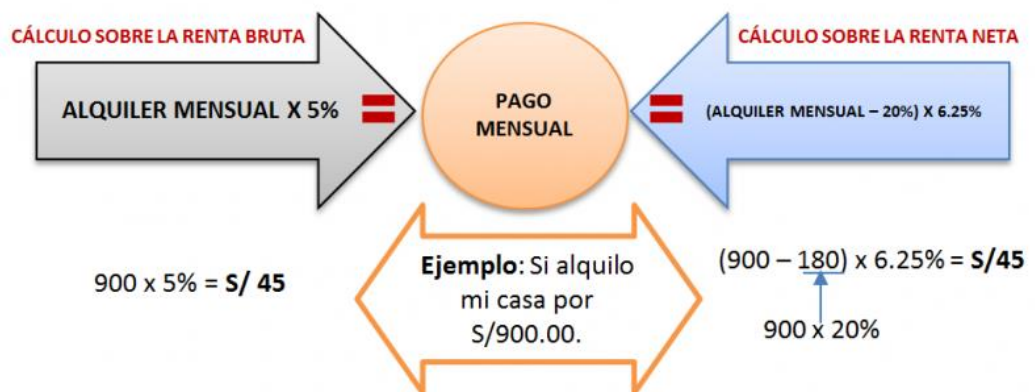 CÁLCULO SOBRE LA RENTA BRUTA
ALQUILER MENSUAL X 5% =
PAGO
MENSUAL
CÁLCULO SOBRE LA RENTA NETA
= (ALQUILER MENSUAL – 20%) X 6.25%
900 x 5% = S/ 45
Ejemplo: Si alquilo
mi casa por
S/900.00.
(900 – 180) x 6.25% = S/45
900 x 20%